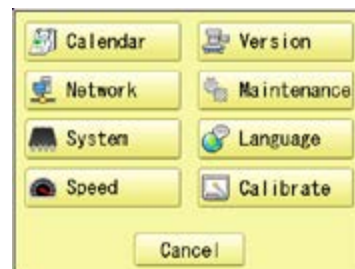 Calendar
Version
Network
Maintenance
System
Language
Speed
Calibrate
Cancel